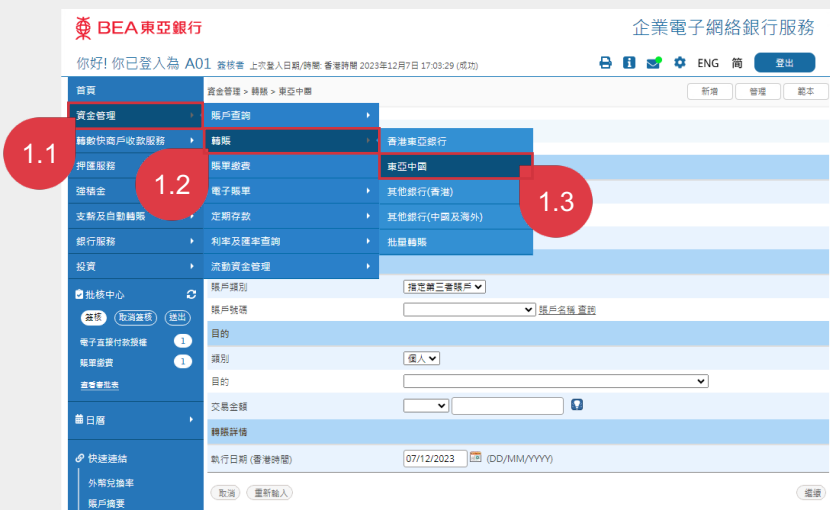 BEA東亞銀行
企業電子網絡銀行服務
你好! 你已登入為 A01 簽核者 上次登入日期/時間: 香港時間 2023年12月7日 17:03:29 (成功)
ENG 简 登出
首頁
資金管理 > 轉賬 > 東亞中國
新增 管理 範本
資金管理
賬戶查詢
1.1
轉數快商戶收款服務
轉賬
香港東亞銀行
押匯服務
1.2
賬單繳費
東亞中國
強積金
電子賬單
其他銀行(香港)
1.3
支薪及自動轉賬
定期存款
其他銀行(中國及海外)
銀行服務
利率及匯率查詢
批量轉賬
投資
流動資金管理
批核中心
賬戶類別
指定第三者賬戶
簽核 取消簽核 送出
賬戶號碼
賬戶名稱 查詢
電子直接付款授權 1
目的
賬單繳費 1
類別
個人
查看審批表
目的
交易金額
日曆
轉賬詳情
快速連結
執行日期 (香港時間)
07/12/2023 (DD/MM/YYYY)
外幣兌換率
取消 重新輸入
繼續
賬戶摘要